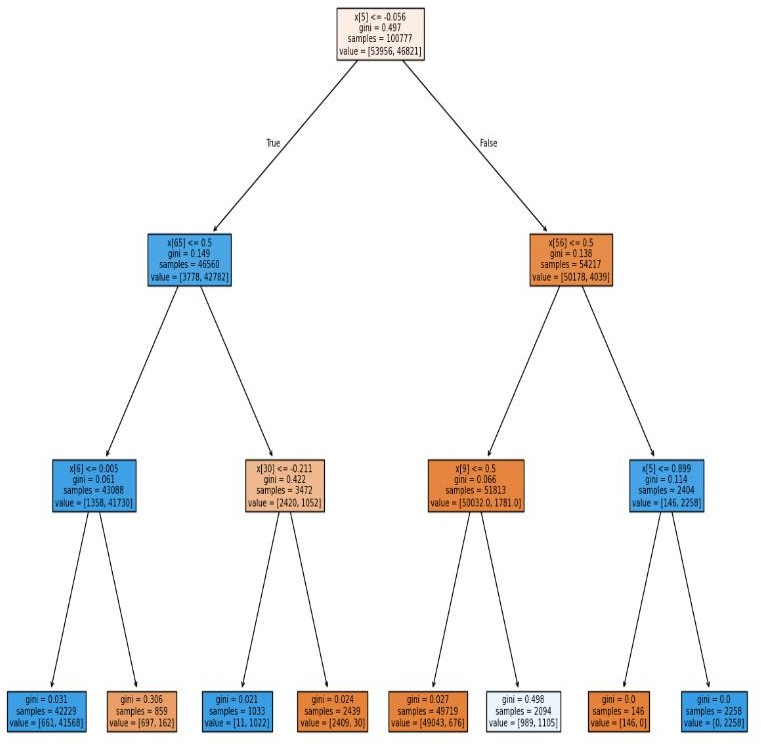 x[5] <= -0.056
gini = 0.497
samples = 100777
value = [53956, 46821]
True
False
x[65] <= 0.5
gini = 0.149
samples = 46560
value = [3778, 42782]
x[56] <= 0.5
gini = 0.138
samples = 54217
value = [50178, 4039]
x[6] <= 0.005
gini = 0.061
samples = 43088
value = [1358, 41730]
x[30] <= -0.211
gini = 0.422
samples = 3472
value = [2420, 1052]
x[9] <= 0.5
gini = 0.066
samples = 51813
value = [50032.0, 1781.0]
x[5] <= 0.899
gini = 0.114
samples = 2404
value = [146, 2258]
gini = 0.031
samples = 42229
value = [661, 41568]
gini = 0.306
samples = 859
value = [697, 162]
gini = 0.021
samples = 1033
value = [11, 1022]
gini = 0.024
samples = 2439
value = [2409, 30]
gini = 0.027
samples = 49719
value = [49043, 676]
gini = 0.498
samples = 2094
value = [989, 1105]
gini = 0.0
samples = 146
value = [146, 0]
gini = 0.0
samples = 2258
value = [0, 2258]